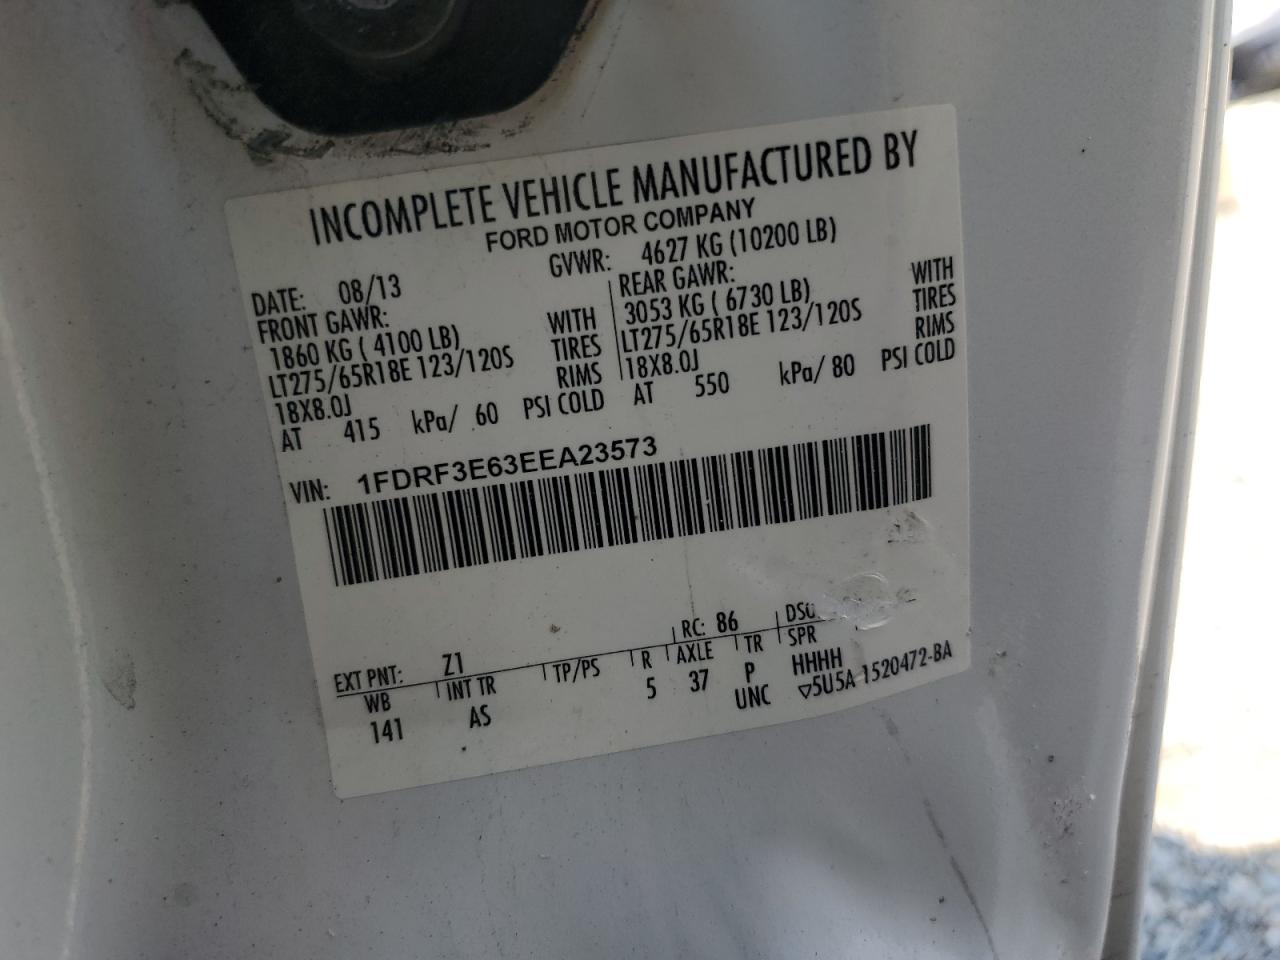 INCOMPLETE VEHICLE MANUFACTURED BY
FORD MOTOR COMPANY
DATE: 08/13 GVWR: 4627 KG (10200 LB)
FRONT GAWR: REAR GAWR:
1860 KG ( 4100 LB) WITH 3053 KG ( 6730 LB) WITH
LT275/65R18E 123/120S TIRES LT275/65R18E 123/120S TIRES
18X8.0J RIMS 18X8.0J RIMS
AT 415 kPa/ 60 PSI COLD AT 550 kPa/ 80 PSI COLD
VIN: 1FDRF3E63EEA23573
EXT PNT: Z1 RC: 86 DSO
WB INT TR TP/PS R AXLE TR SPR
141 AS 5 37 P HHHH
UNC ▽5U5A 1520472-BA